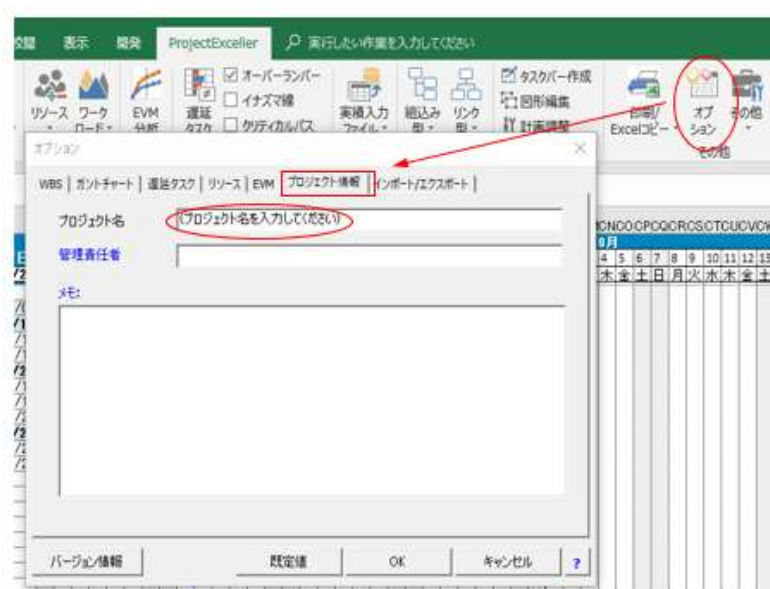 校閲 表示 開発 ProjectExceller 実行したい作業を入力してください
オーバーランバー
イナズマ線
クリティカルパス
タスクバー作成
図形編集
計画調整
リソース
ワークロード
EVM分析
遅延タスク
実績入力ファイル
組込み型
リンク型
印刷/Excelコピー
オプション
その他
その他
オプション
WBS ガントチャート 遅延タスク リソース EVM プロジェクト情報 インポート/エクスポート
プロジェクト名 (プロジェクト名を入力してください)
管理責任者
メモ:
CNCOCPCQCRCSCTCUCVCW
9月
4 5 6 7 8 9 10 11 12 13
木 金 土 日 月 火 水 木 金 土
バージョン情報 既定値 OK キャンセル ?